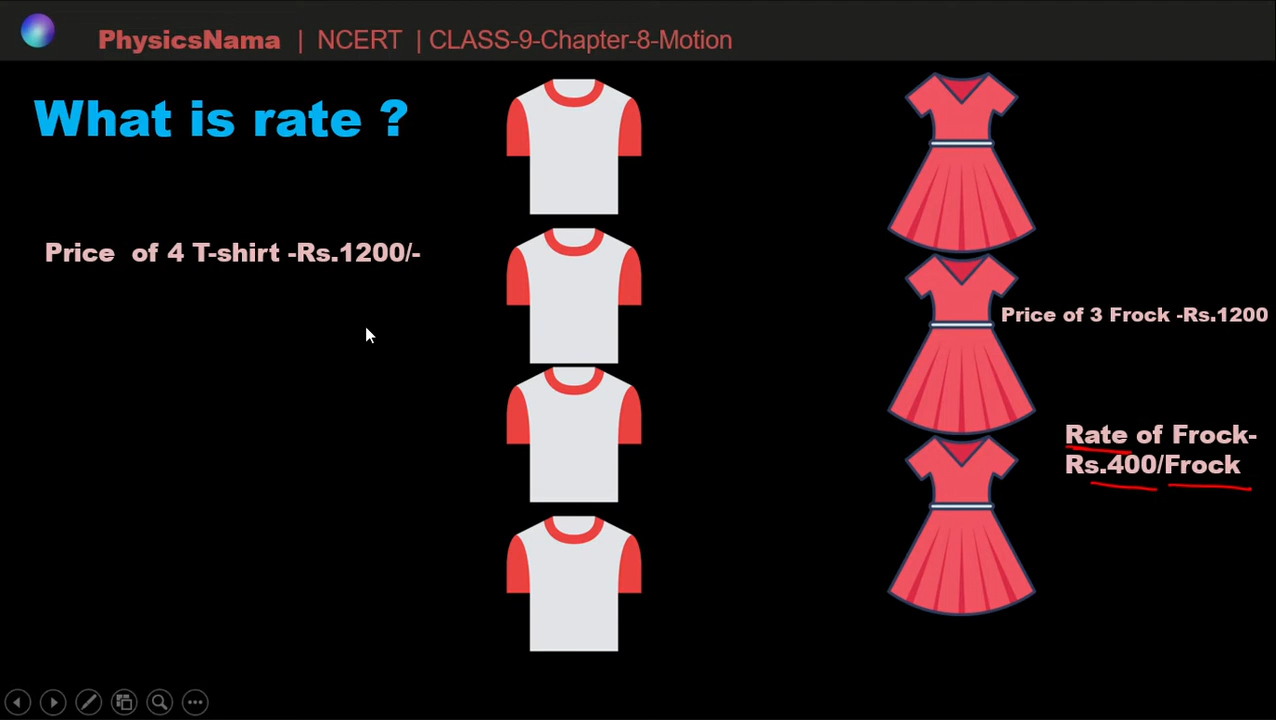 PhysicsNama | NCERT | CLASS-9-Chapter-8-Motion
What is rate ?
Price of 4 T-shirt -Rs.1200/-
Price of 3 Frock -Rs.1200
Rate of Frock-
Rs.400/Frock